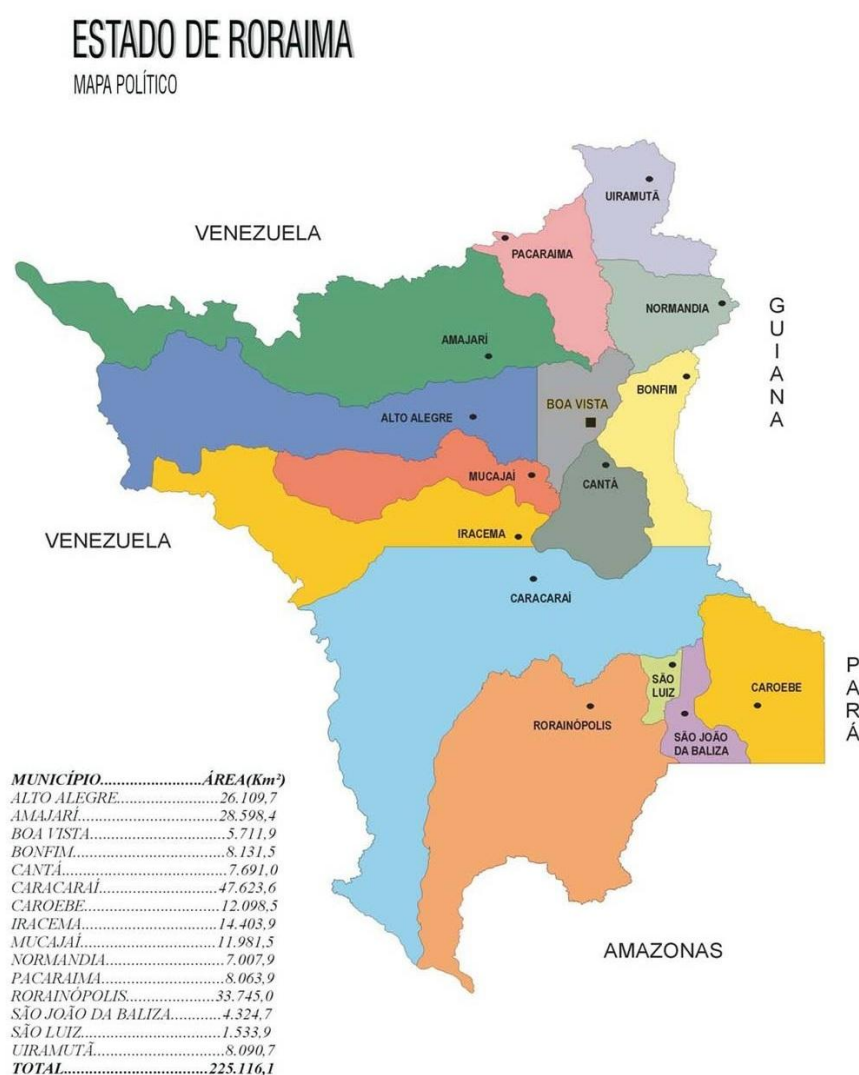 ESTADO DE RORAIMA
MAPA POLÍTICO
UIRAMUTÃ
VENEZUELA
PACARAIMA
NORMANDIA
GUIANA
AMAJARÍ
BONFIM
BOA VISTA
ALTO ALEGRE
MUCAJAÍ
CANTÁ
IRACEMA
VENEZUELA
CARACARAÍ
PARÁ
SÃO
LUIZ
CAROEBE
RORAINÓPOLIS
SÃO JOÃO
DA BALIZA
AMAZONAS
MUNICÍPIO......................ÁREA(Km²)
ALTO ALEGRE......................26.109,7
AMAJARÍ..............................28.598,4
BOA VISTA.............................5.711,9
BONFIM..................................8.131,5
CANTÁ....................................7.691,0
CARACARAÍ.........................47.623,6
CAROEBE.............................12.098,5
IRACEMA..............................14.403,9
MUCAJAÍ..............................11.981,5
NORMANDIA..........................7.007,9
PACARAIMA...........................8.063,9
RORAINÓPOLIS...................33.745,0
SÃO JOÃO DA BALIZA...........4.324,7
SÃO LUIZ................................1.533,9
UIRAMUTÃ..............................8.090,7
TOTAL................................225.116,1